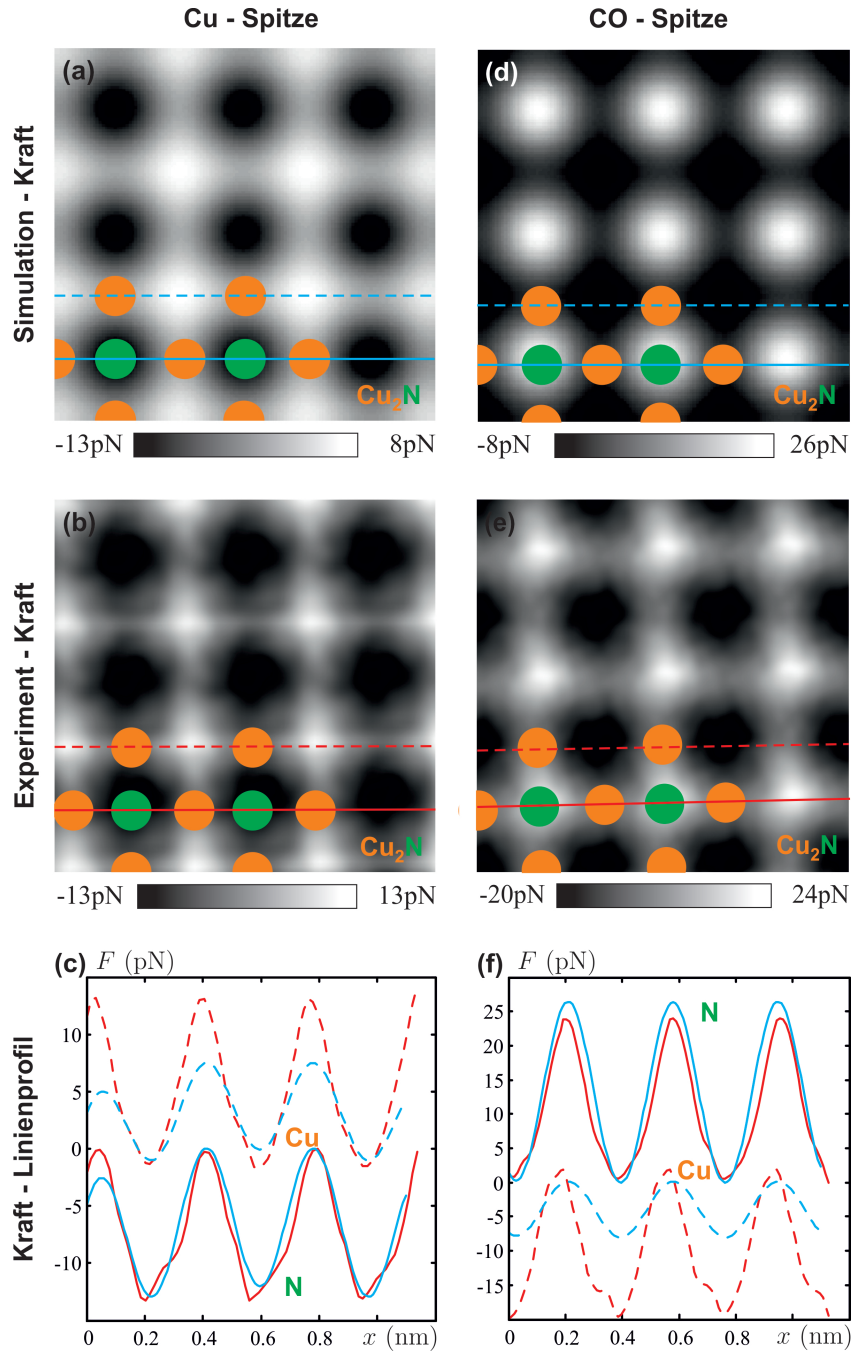 Cu - Spitze
CO - Spitze
Simulation - Kraft
(a)
Cu2N
-13pN
8pN
(d)
Cu2N
-8pN
26pN
Experiment - Kraft
(b)
Cu2N
-13pN
13pN
(e)
Cu2N
-20pN
24pN
Kraft - Linienprofil
(c) F (pN)
10
5
0
-5
-10
Cu
N
0 0.2 0.4 0.6 0.8 x (nm)
(f) F (pN)
25
20
15
10
5
0
-5
-10
-15
N
Cu
0 0.2 0.4 0.6 0.8 x (nm)